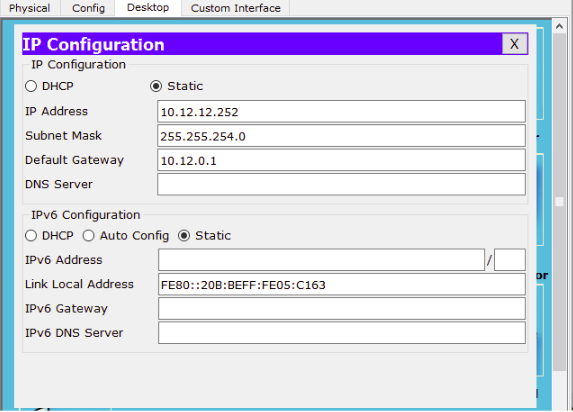 Physical Config Desktop Custom Interface
IP Configuration X
IP Configuration
DHCP Static
IP Address 10.12.12.252
Subnet Mask 255.255.254.0
Default Gateway 10.12.0.1
DNS Server
IPv6 Configuration
DHCP Auto Config Static
IPv6 Address /
or
Link Local Address FE80::20B:BEFF:FE05:C163
IPv6 Gateway
IPv6 DNS Server